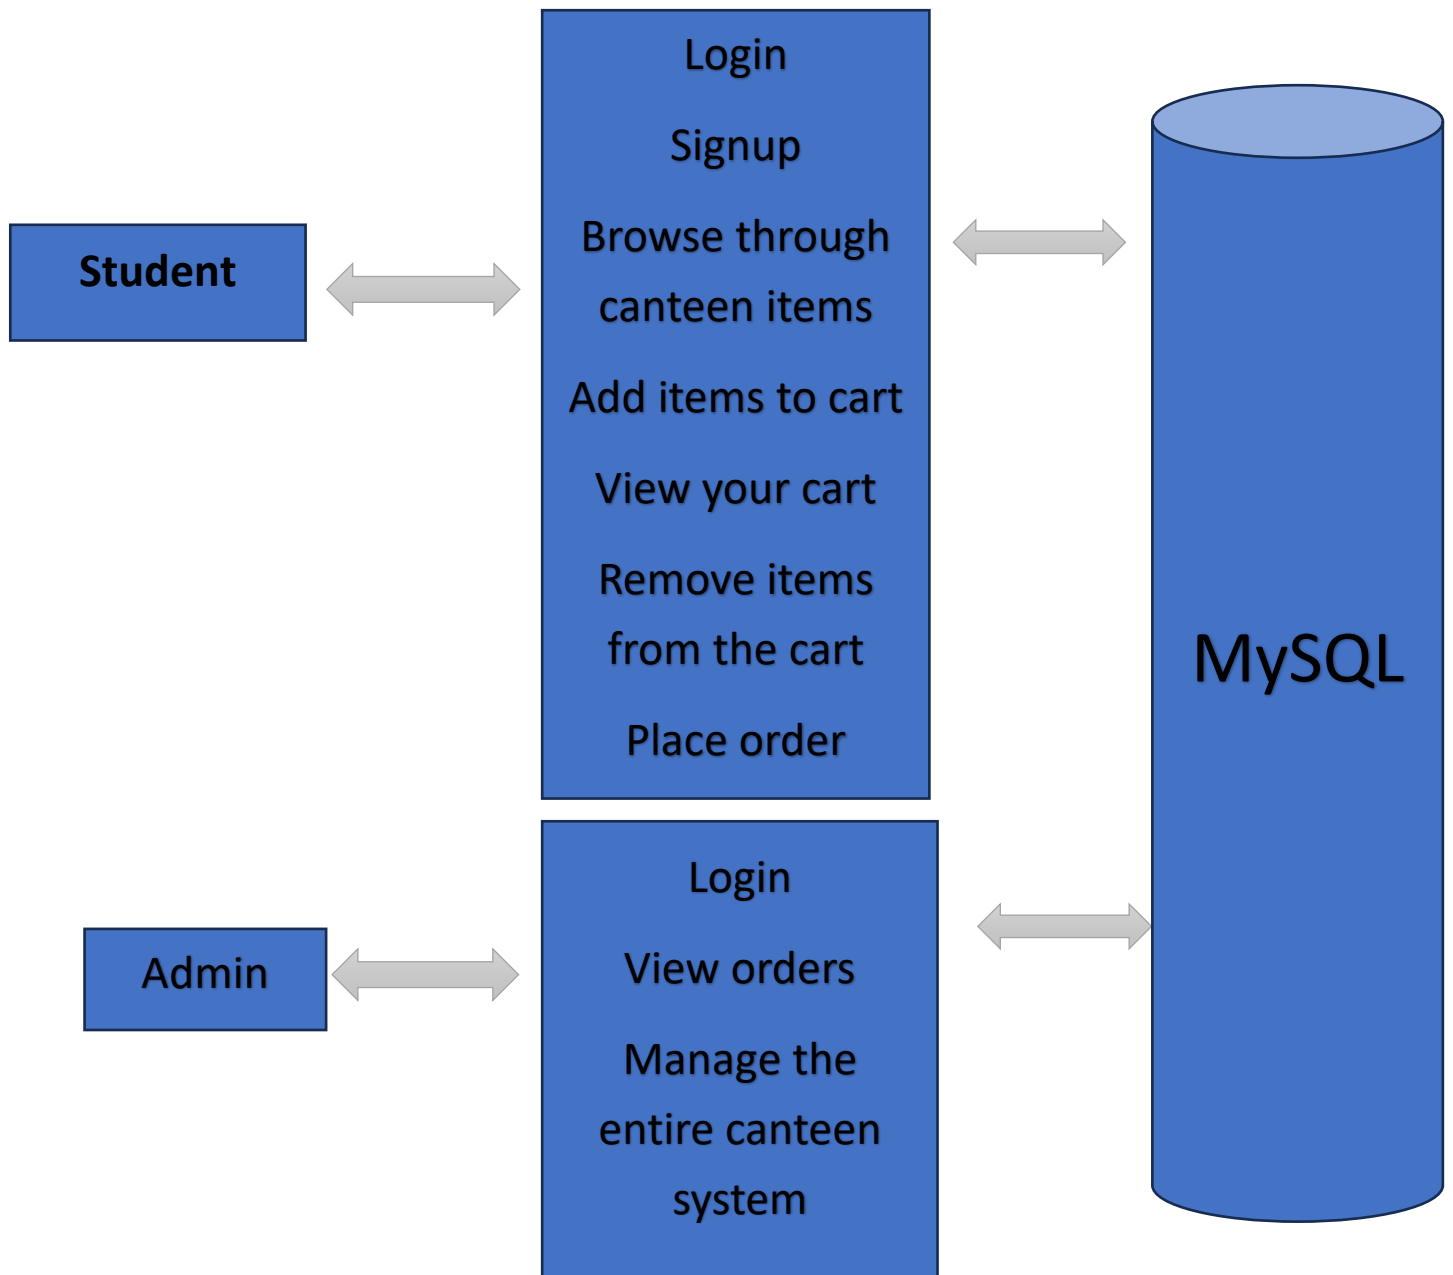 Student
Login
Signup
Browse through
canteen items
Add items to cart
View your cart
Remove items
from the cart
Place order
MySQL
Admin
Login
View orders
Manage the
entire canteen
system